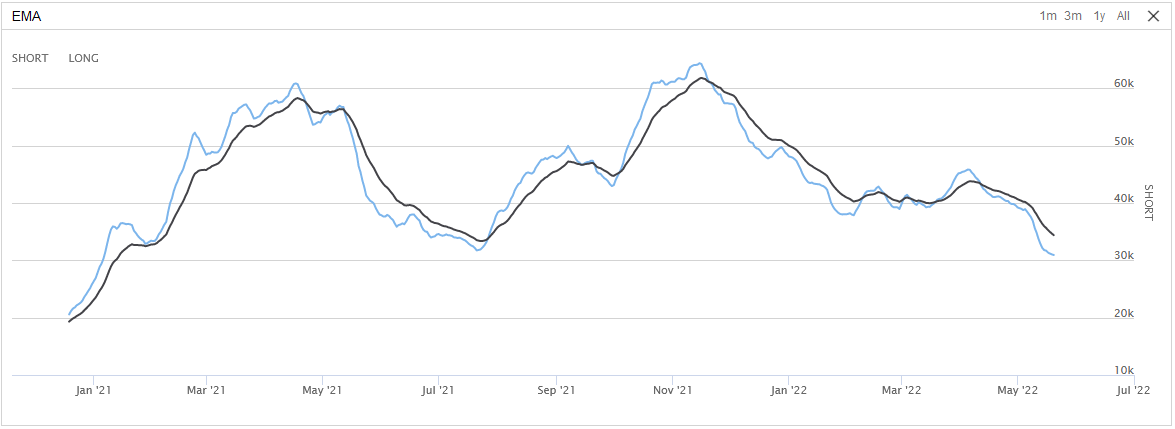 EMA 1m 3m 1y All
SHORT LONG
60k
50k
40k
SHORT
30k
20k
10k
Jan '21 Mar '21 May '21 Jul '21 Sep '21 Nov '21 Jan '22 Mar '22 May '22 Jul '22